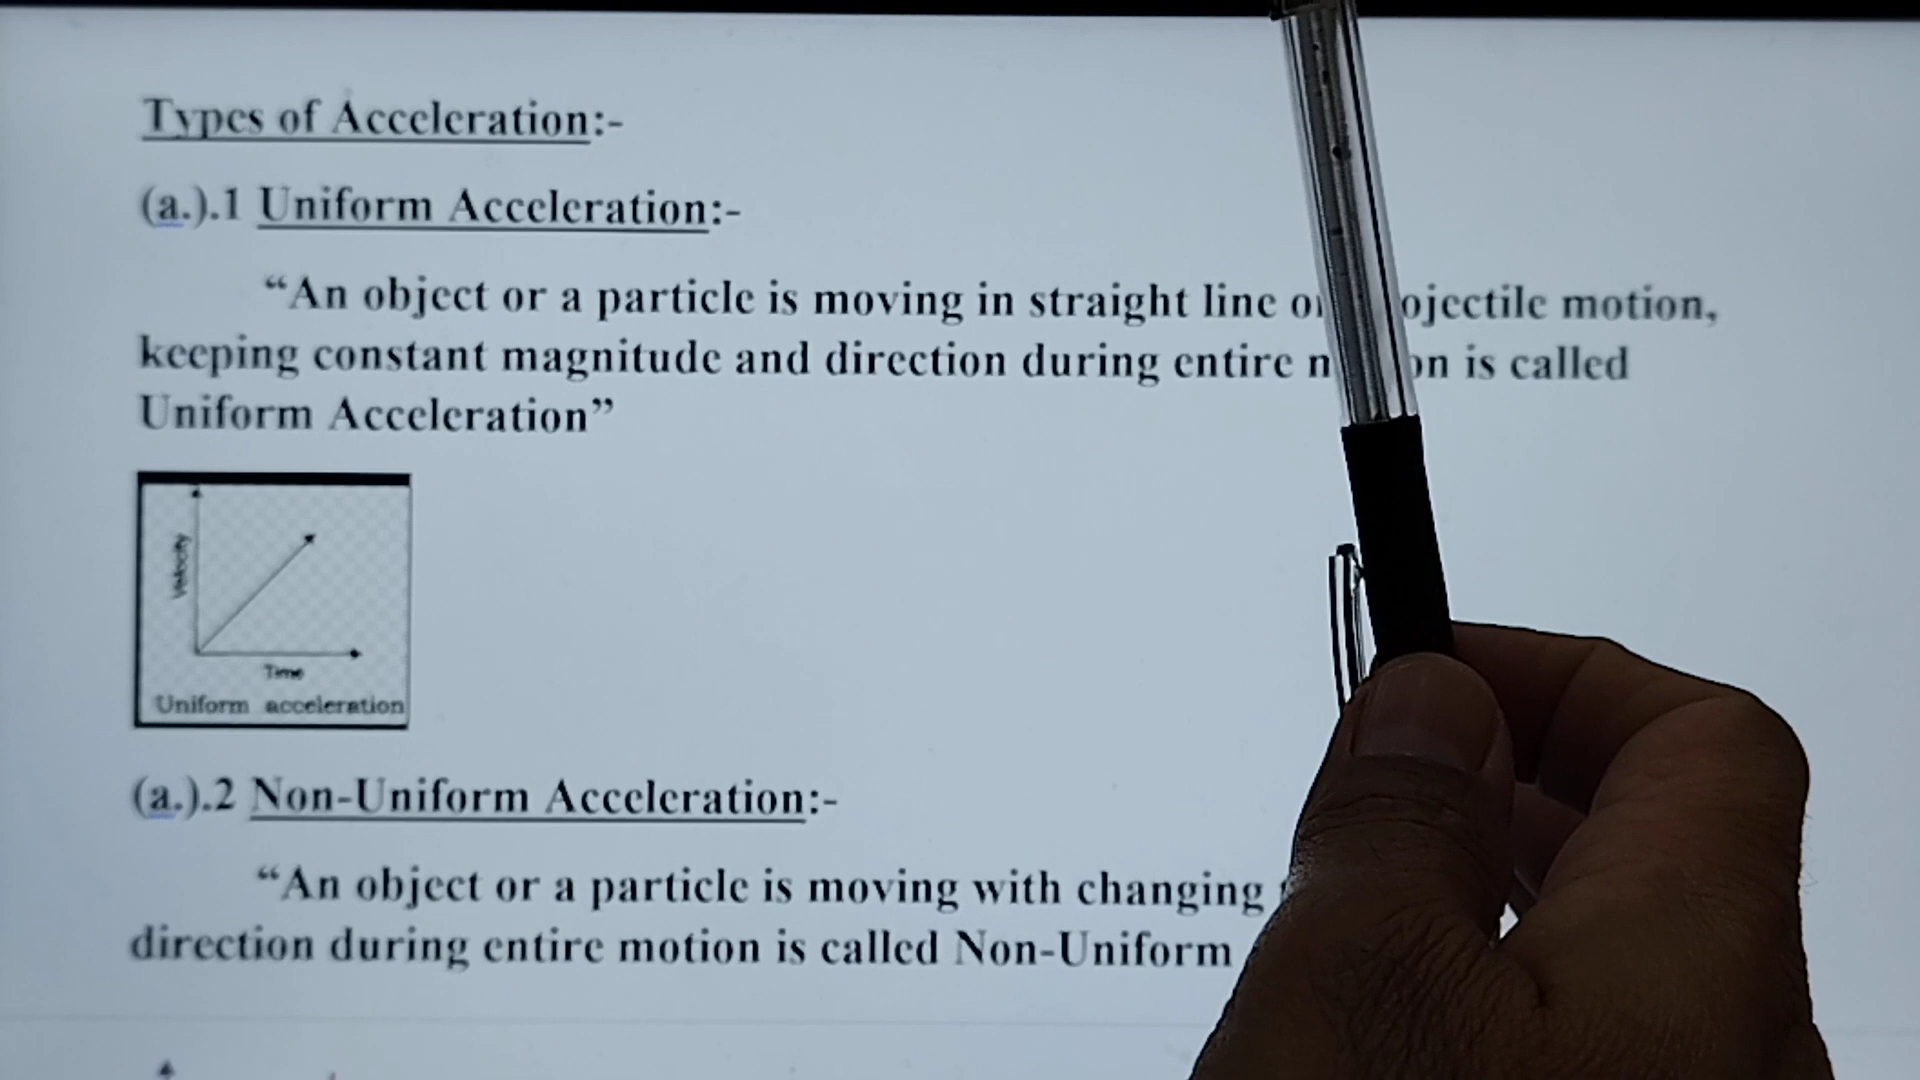 Types of Acceleration:-
(a.).1 Uniform Acceleration:-
“An object or a particle is moving in straight line ojectile motion,
keeping constant magnitude and direction during entire is called
Uniform Acceleration”
Velocity
Time
Uniform acceleration
(a.).2 Non-Uniform Acceleration:-
“An object or a particle is moving with changing
direction during entire motion is called Non-Uniform